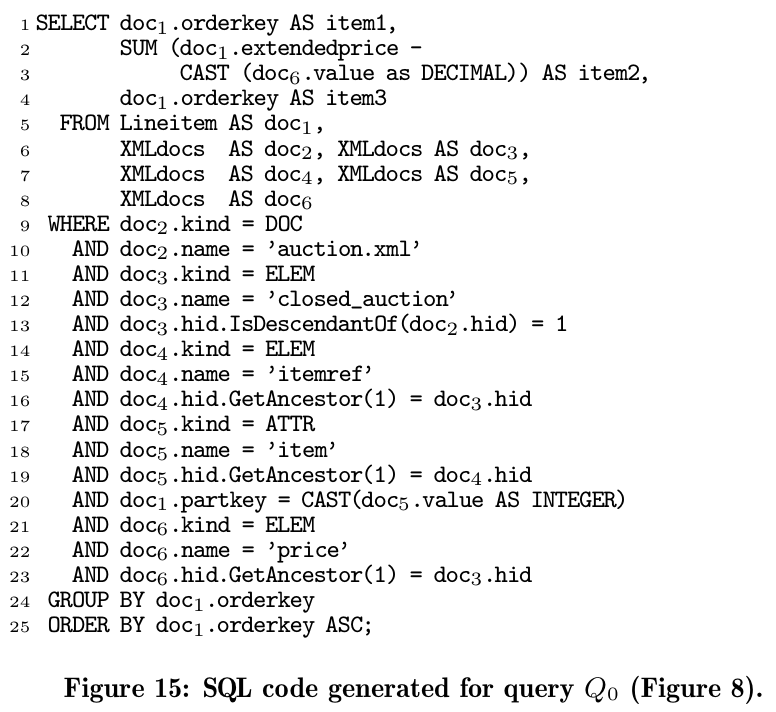 1 SELECT doc₁.orderkey AS item1,
2 SUM (doc₁.extendedprice -
3 CAST (doc₆.value as DECIMAL)) AS item2,
4 doc₁.orderkey AS item3
5 FROM Lineitem AS doc₁,
6 XMLdocs AS doc₂, XMLdocs AS doc₃,
7 XMLdocs AS doc₄, XMLdocs AS doc₅,
8 XMLdocs AS doc₆
9 WHERE doc₂.kind = DOC
10 AND doc₂.name = ’auction.xml’
11 AND doc₃.kind = ELEM
12 AND doc₃.name = ’closed_auction’
13 AND doc₃.hid.IsDescendantOf(doc₂.hid) = 1
14 AND doc₄.kind = ELEM
15 AND doc₄.name = ’itemref’
16 AND doc₄.hid.GetAncestor(1) = doc₃.hid
17 AND doc₅.kind = ATTR
18 AND doc₅.name = ’item’
19 AND doc₅.hid.GetAncestor(1) = doc₄.hid
20 AND doc₁.partkey = CAST(doc₅.value AS INTEGER)
21 AND doc₆.kind = ELEM
22 AND doc₆.name = ’price’
23 AND doc₆.hid.GetAncestor(1) = doc₃.hid
24 GROUP BY doc₁.orderkey
25 ORDER BY doc₁.orderkey ASC;
Figure 15: SQL code generated for query Q₀ (Figure 8).